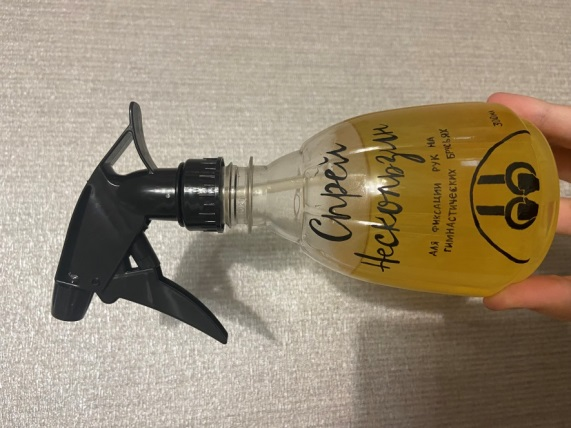 Спрей
Нескользин
для фиксации рук на
гимнастических брусьях